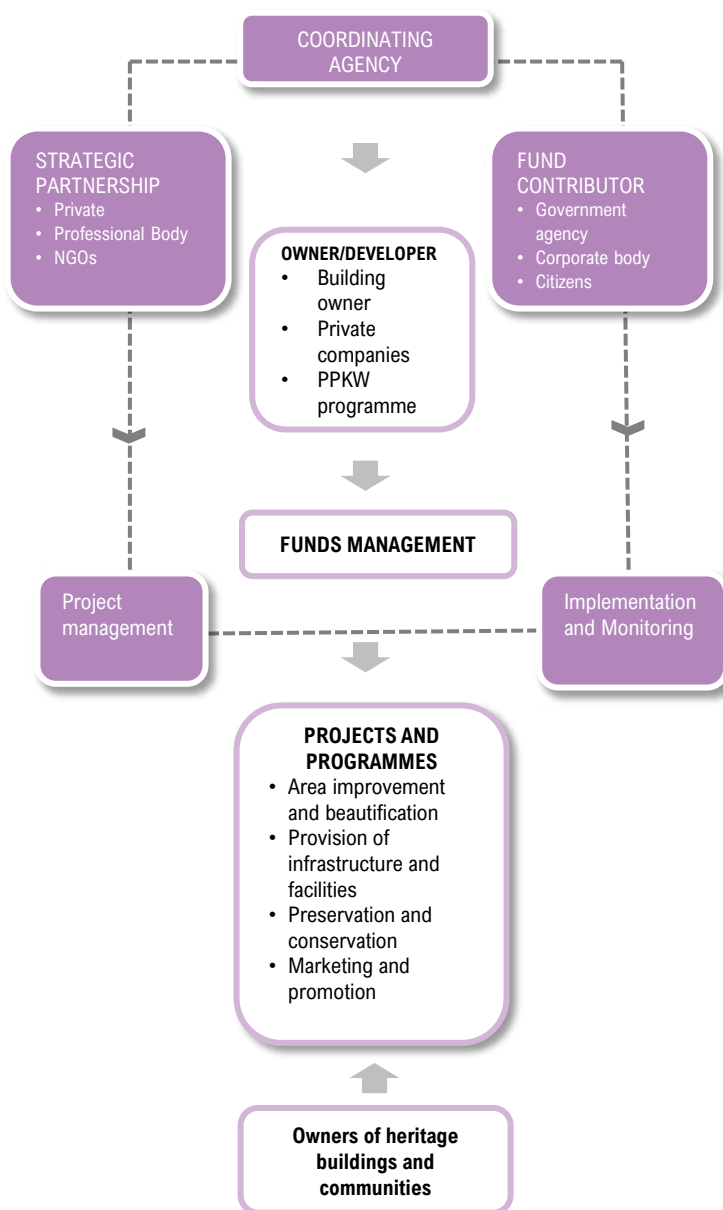 COORDINATING
AGENCY
STRATEGIC
PARTNERSHIP
• Private
• Professional Body
• NGOs
FUND
CONTRIBUTOR
• Government
agency
• Corporate body
• Citizens
OWNER/DEVELOPER
• Building
owner
• Private
companies
• PPKW
programme
FUNDS MANAGEMENT
Project
management
Implementation
and Monitoring
PROJECTS AND
PROGRAMMES
• Area improvement
and beautification
• Provision of
infrastructure and
facilities
• Preservation and
conservation
• Marketing and
promotion
Owners of heritage
buildings and
communities